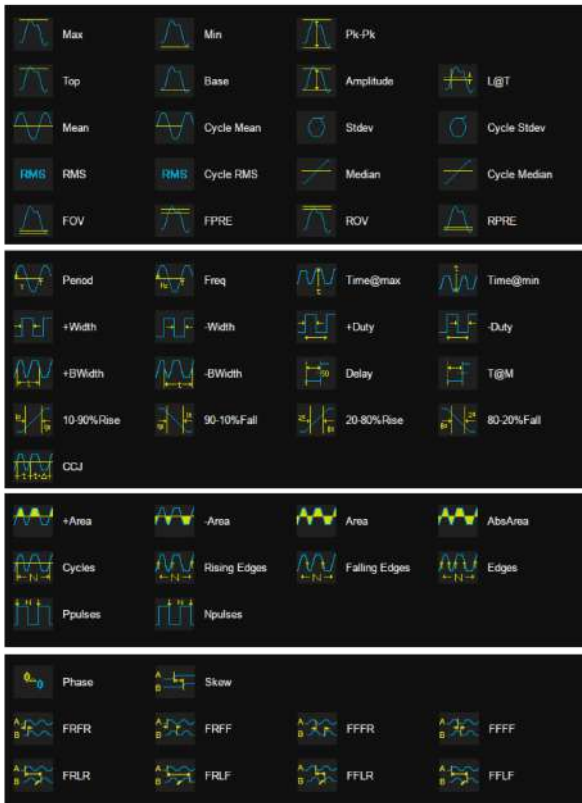 Max Min Pk-Pk
Top Base Amplitude L@T
Mean Cycle Mean Stdev Cycle Stdev
RMS RMS RMS Cycle RMS Median Cycle Median
FOV FPRE ROV RPRE
Period Freq Time@max Time@min
+Width -Width +Duty -Duty
+BWidth -BWidth Delay T@M
10-90%Rise 90-10%Fall 20-80%Rise 80-20%Fall
CCJ
+Area -Area Area AbsArea
Cycles Rising Edges Falling Edges Edges
Ppulses Npulses
Phase Skew
FRFR FRFF FFFR FFFF
FRLR FRLF FFLR FFLF